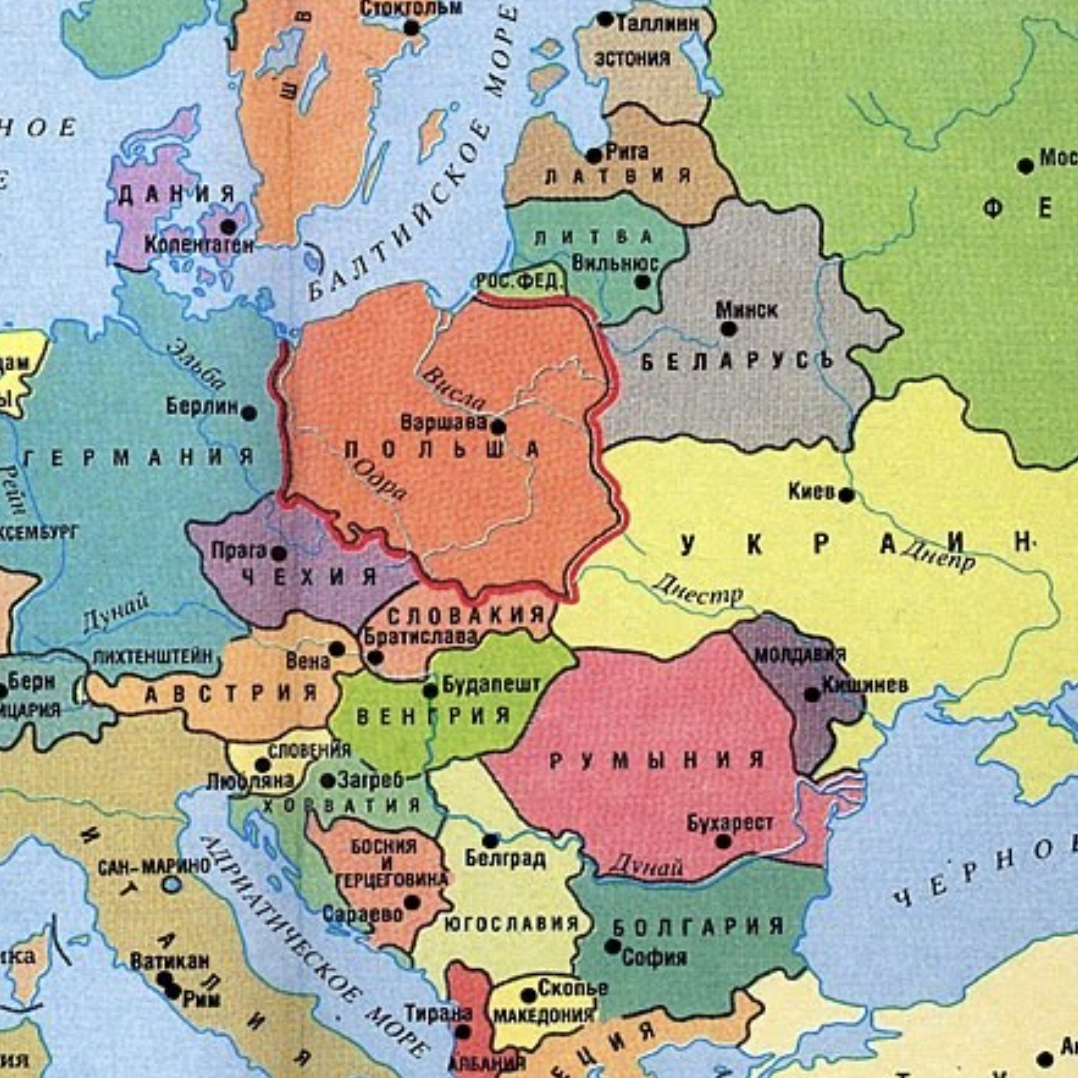 Стокгольм
Таллинн
ЭСТОНИЯ
НОЕ
Е
Ш В
БАЛТИЙСКОЕ МОРЕ
Рига
ЛАТВИЯ
Мос
Ф Е
ДАНИЯ
Копенгаген
ЛИТВА
Вильнюс
РОС.ФЕД.
Минск
БЕЛАРУСЬ
дам
Ы
Эльба
Берлин
ГЕРМАНИЯ
Рейн
КСЕМБУРГ
Висла
Варшава
ПОЛЬША
Одра
Киев
УКРАИН
Днепр
Днестр
Прага
ЧЕХИЯ
Дунай
СЛОВАКИЯ
Братислава
ЛИХТЕНШТЕЙН
Вена
АВСТРИЯ
Берн
ЙЦАРИЯ
Будапешт
ВЕНГРИЯ
МОЛДАВИЯ
Кишинев
РУМЫНИЯ
Бухарест
Дунай
СЛОВЕНИЯ
Любляна
Загреб
ХОРВАТИЯ
БОСНИЯ
И
ГЕРЦЕГОВИНА
Сараево
Белград
ЮГОСЛАВИЯ
БОЛГАРИЯ
София
ЧЕРНОЕ
САН-МАРИНО
ИТАЛИЯ
АДРИАТИЧЕСКОЕ МОРЕ
ика
Ватикан
Рим
Тирана
АЛБАНИЯ
Скопье
МАКЕДОНИЯ
ЕЦИЯ
ия
Ан